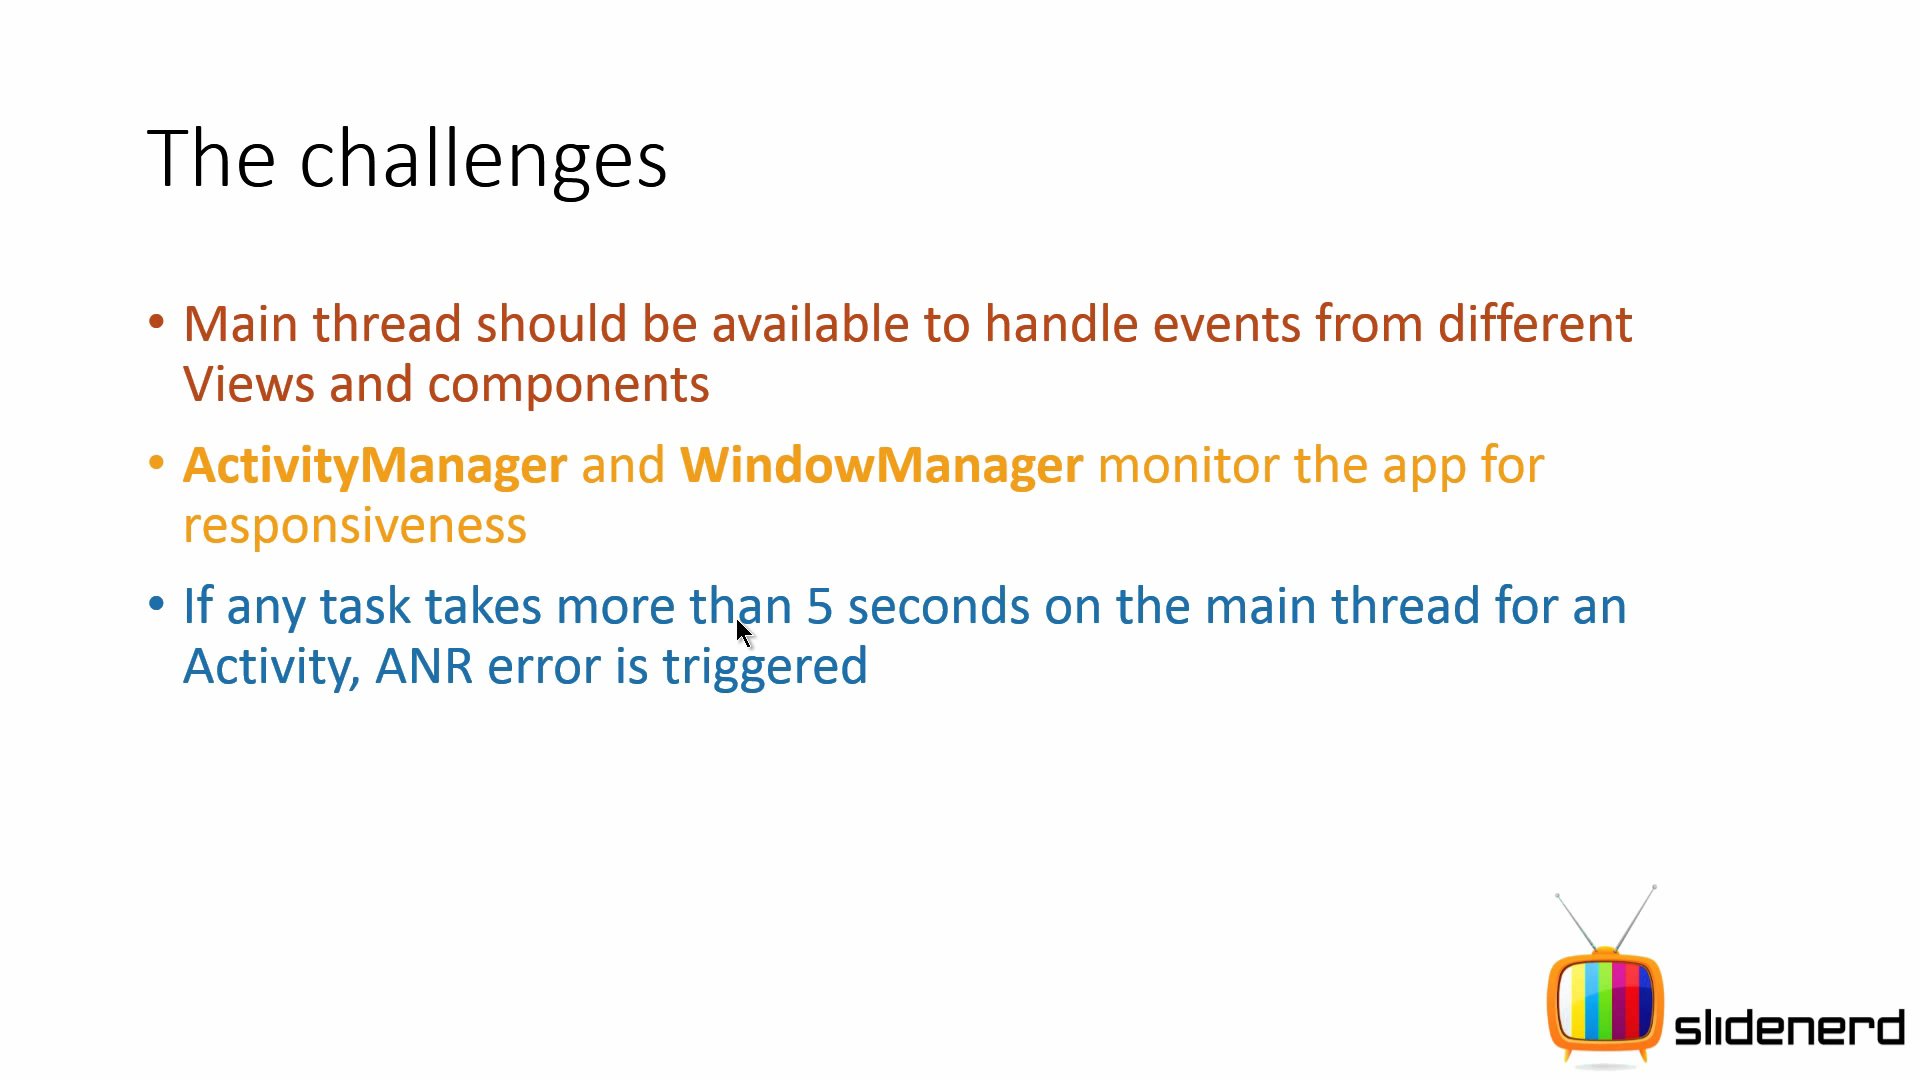 The challenges
• Main thread should be available to handle events from different
Views and components
• ActivityManager and WindowManager monitor the app for
responsiveness
• If any task takes more than 5 seconds on the main thread for an
Activity, ANR error is triggered
slidenerd